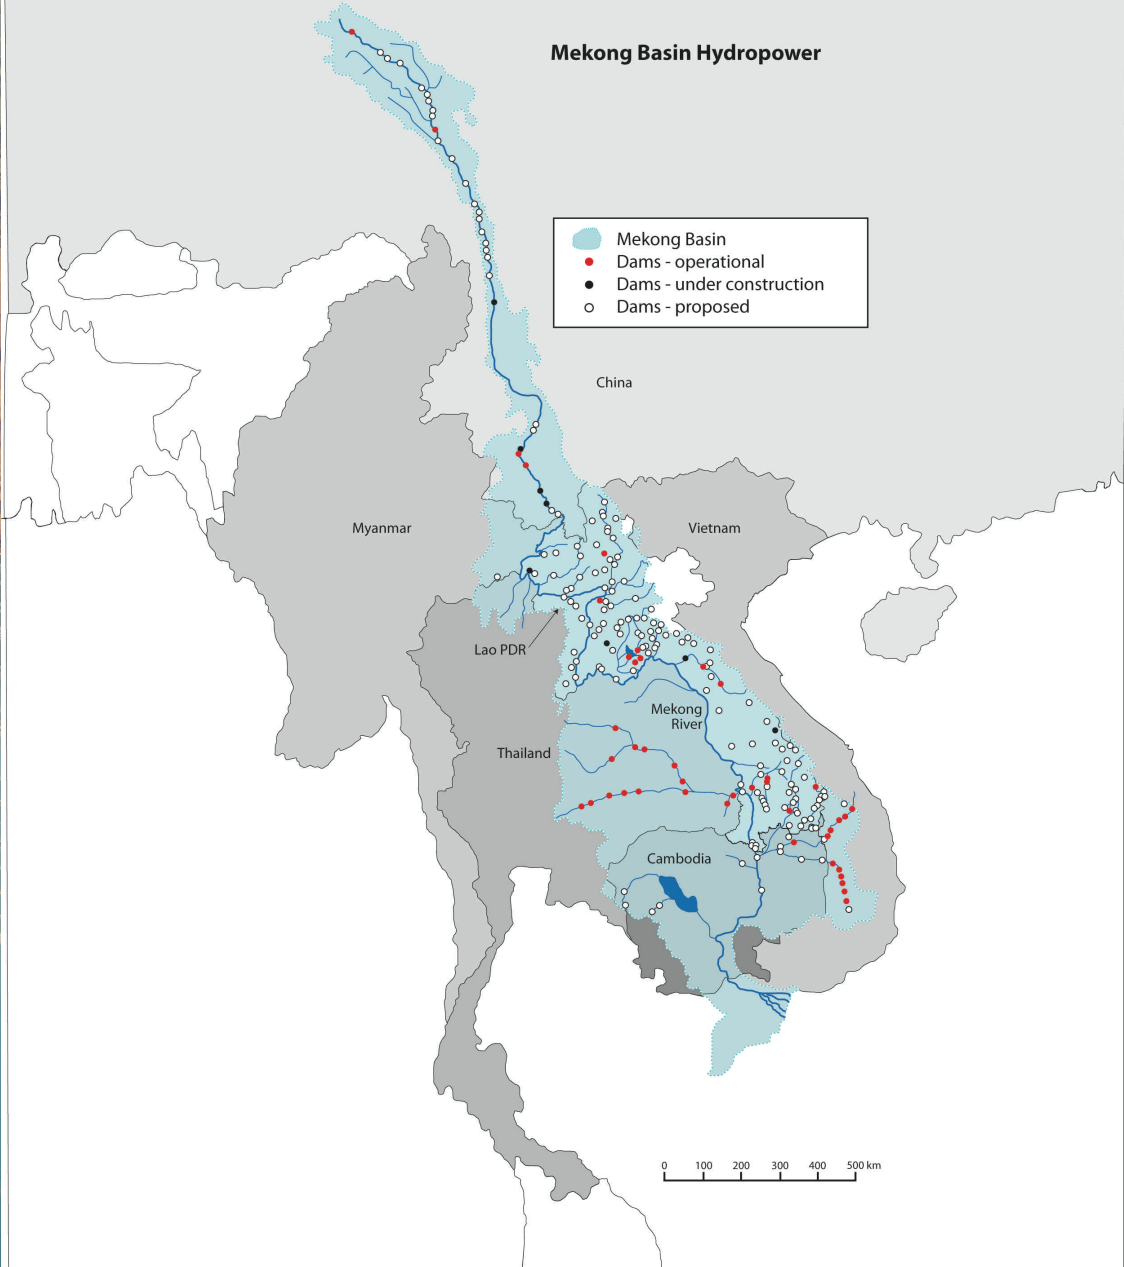 Mekong Basin Hydropower
Mekong Basin
Dams - operational
Dams - under construction
Dams - proposed
China
Myanmar
Vietnam
Lao PDR
Mekong
River
Thailand
Cambodia
0 100 200 300 400 500 km